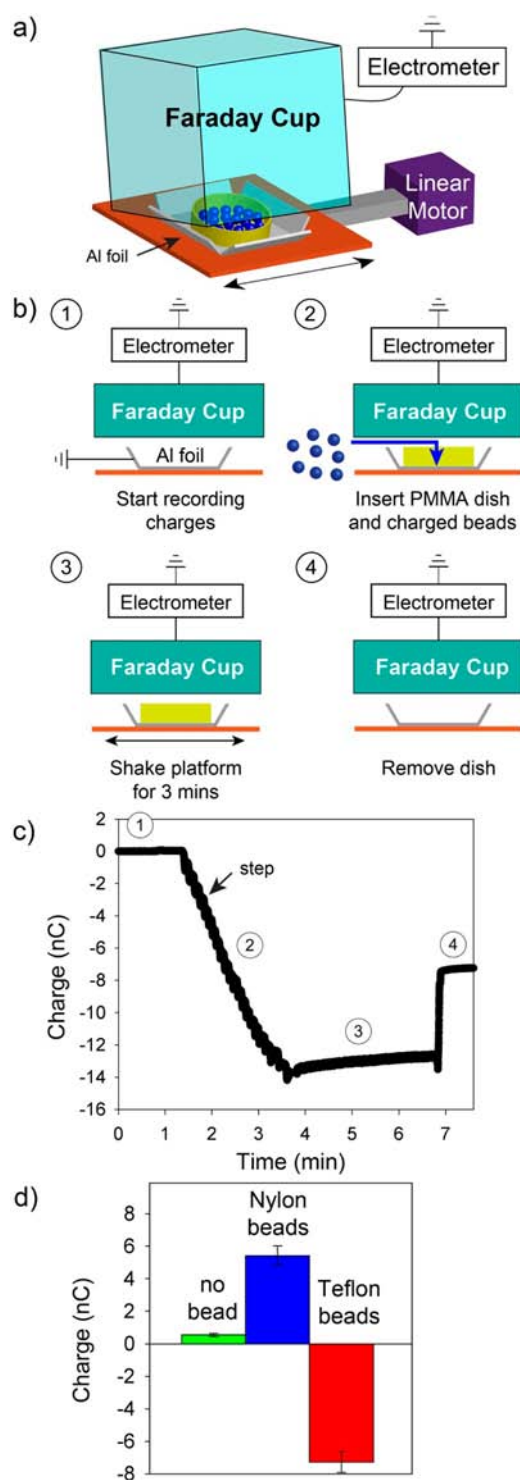 a)
Electrometer
Faraday Cup
Linear
Motor
Al foil
b)
1
2
Electrometer
Electrometer
Faraday Cup
Faraday Cup
Al foil
Start recording
charges
Insert PMMA dish
and charged beads
3
4
Electrometer
Electrometer
Faraday Cup
Faraday Cup
Shake platform
for 3 mins
Remove dish
c)
2
0
-2
-4
-6
-8
-10
-12
-14
-16
Charge (nC)
1
step
2
3
4
0 1 2 3 4 5 6 7
Time (min)
d)
8
6
4
2
0
-2
-4
-6
-8
Charge (nC)
Nylon
beads
no
bead
Teflon
beads